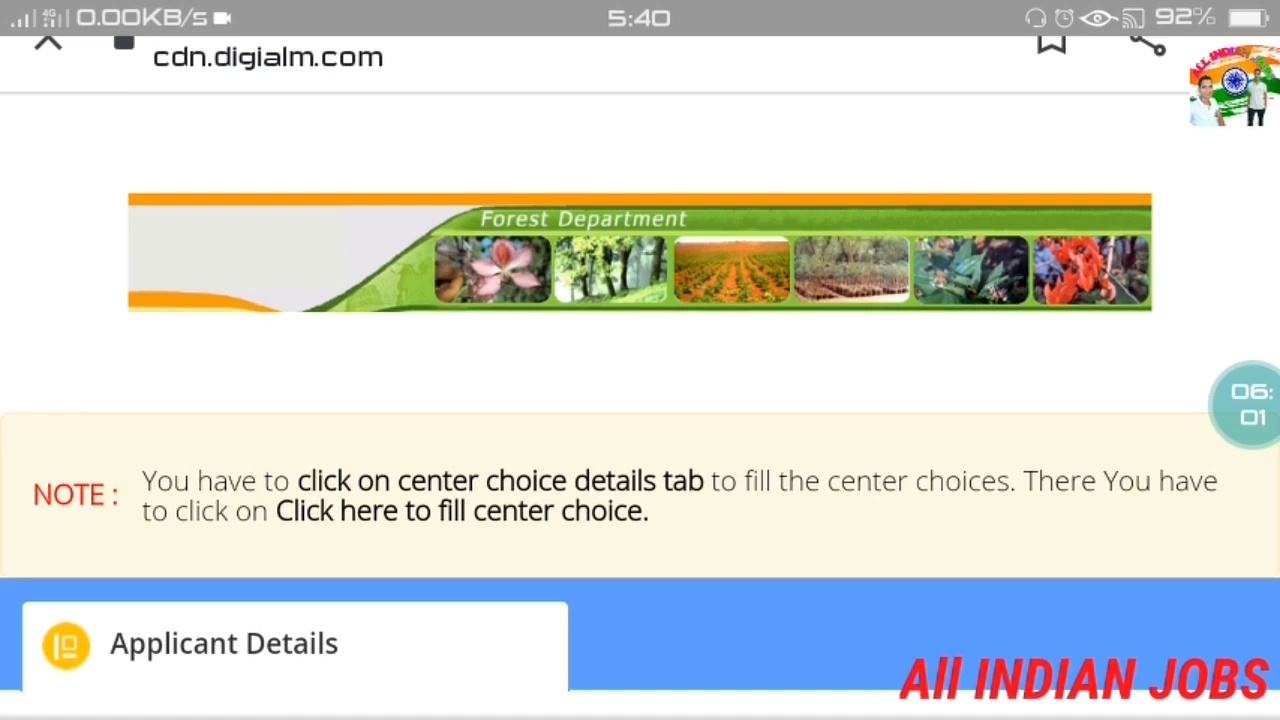 4G 0.00KB/s 5:40 92%
cdn.digialm.com
Forest Department
06:
01
NOTE : You have to click on center choice details tab to fill the center choices. There You have
to click on Click here to fill center choice.
Applicant Details
All INDIAN JOBS